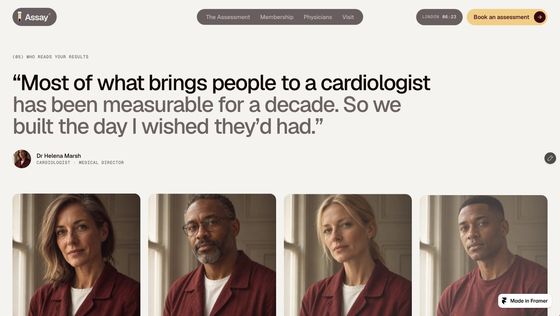 Assay
The Assessment
Membership
Physicians
Visit
LONDON 06:23
Book an assessment
(05) WHO READS YOUR RESULTS
“Most of what brings people to a cardiologist
has been measurable for a decade. So we
built the day I wished they’d had.”
Dr Helena Marsh
CARDIOLOGIST · MEDICAL DIRECTOR
Made in Framer